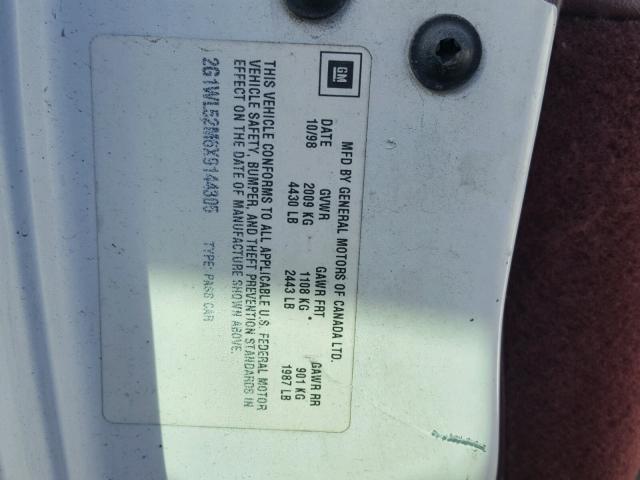 GM
MFD BY GENERAL MOTORS OF CANADA LTD.
DATE GVWR GAWR FRT GAWR RR
10/98 2009 KG 1108 KG 901 KG
4430 LB 2443 LB 1987 LB
THIS VEHICLE CONFORMS TO ALL APPLICABLE U.S. FEDERAL MOTOR
VEHICLE SAFETY, BUMPER, AND THEFT PREVENTION STANDARDS IN
EFFECT ON THE DATE OF MANUFACTURE SHOWN ABOVE.
2G1WL52M6X9144305 TYPE: PASS CAR